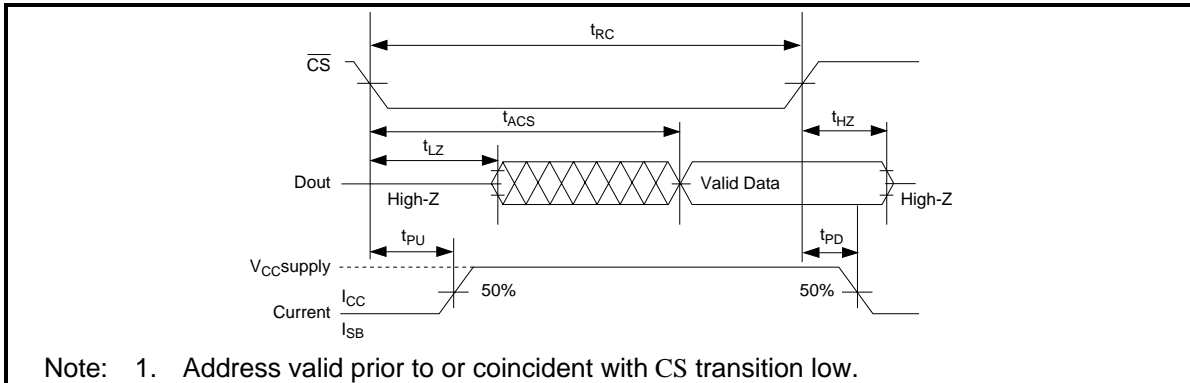 tRC
CS
tACS
tHZ
tLZ
Dout
Valid Data
High-Z
High-Z
tPU
tPD
VCCsupply
50%
50%
ICC
Current
ISB
Note: 1. Address valid prior to or coincident with CS transition low.